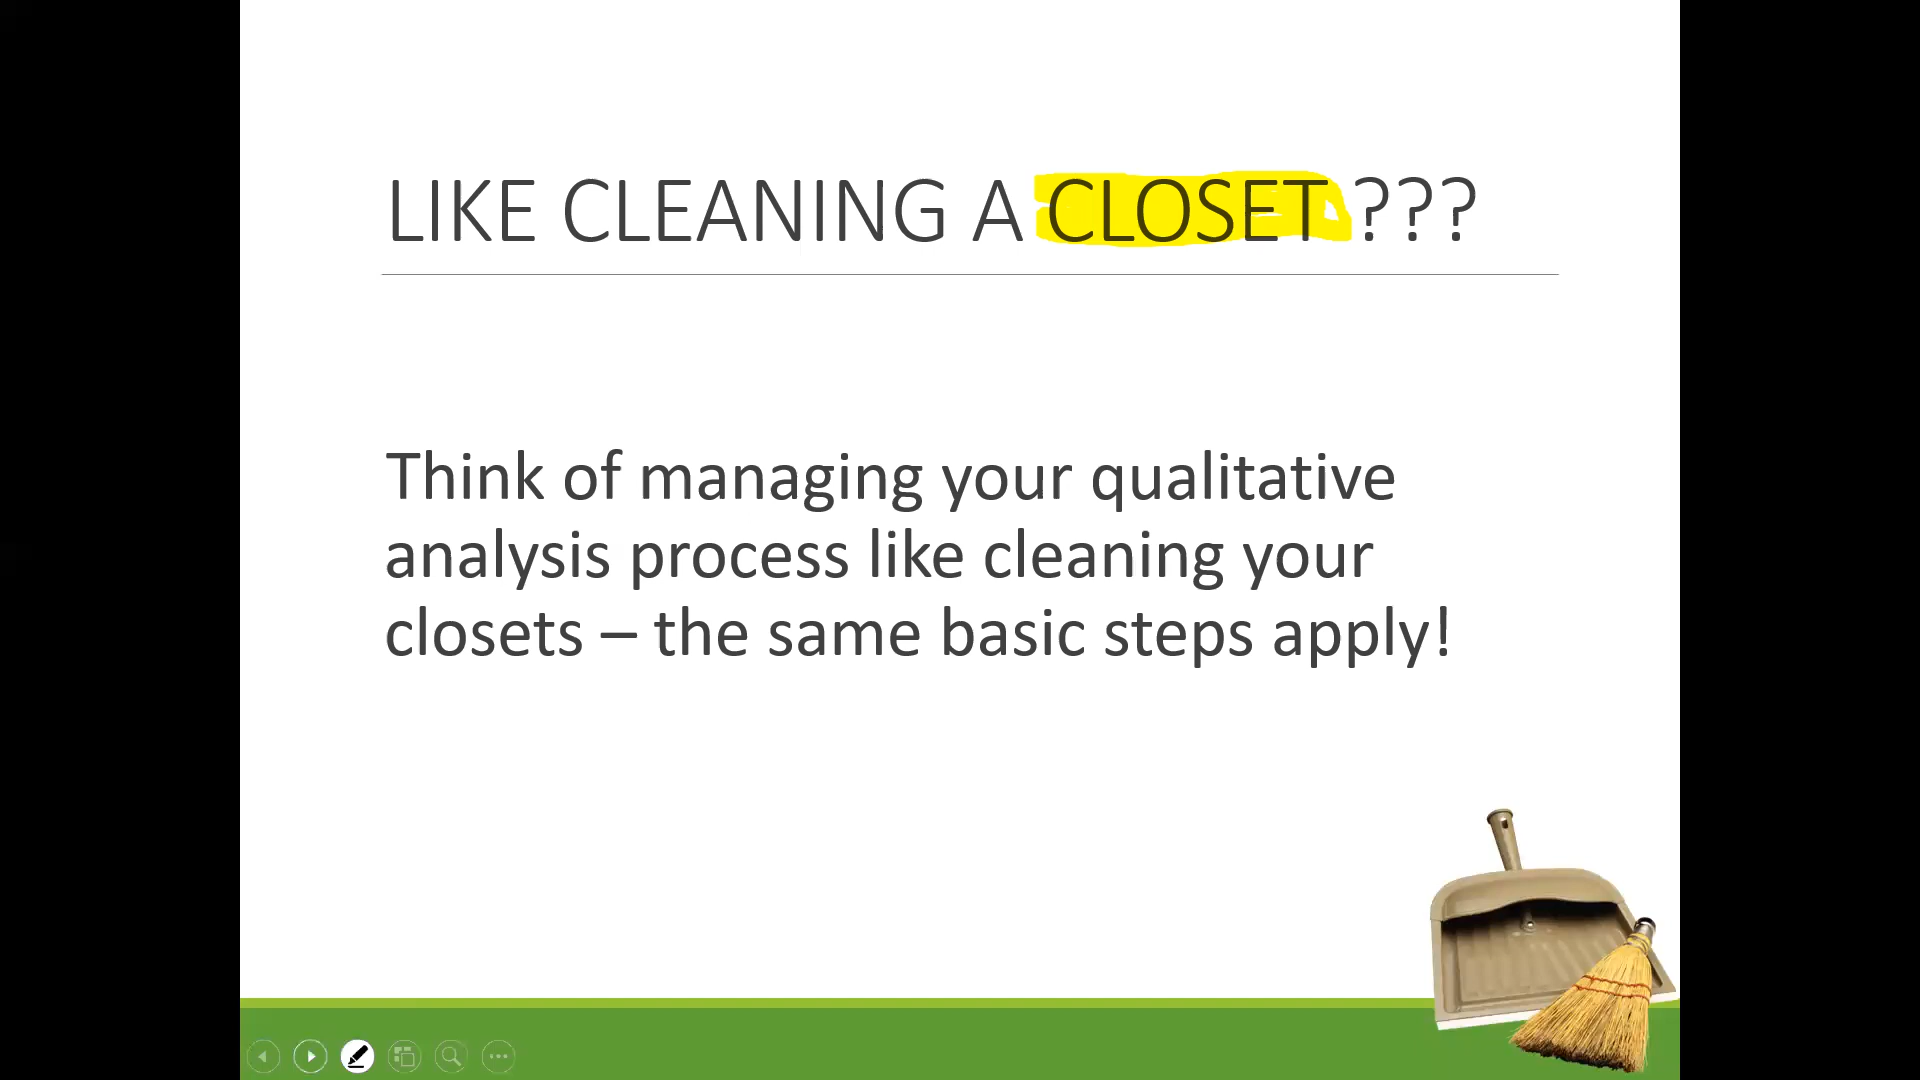 LIKE CLEANING A CLOSET ???
Think of managing your qualitative
analysis process like cleaning your
closets – the same basic steps apply!